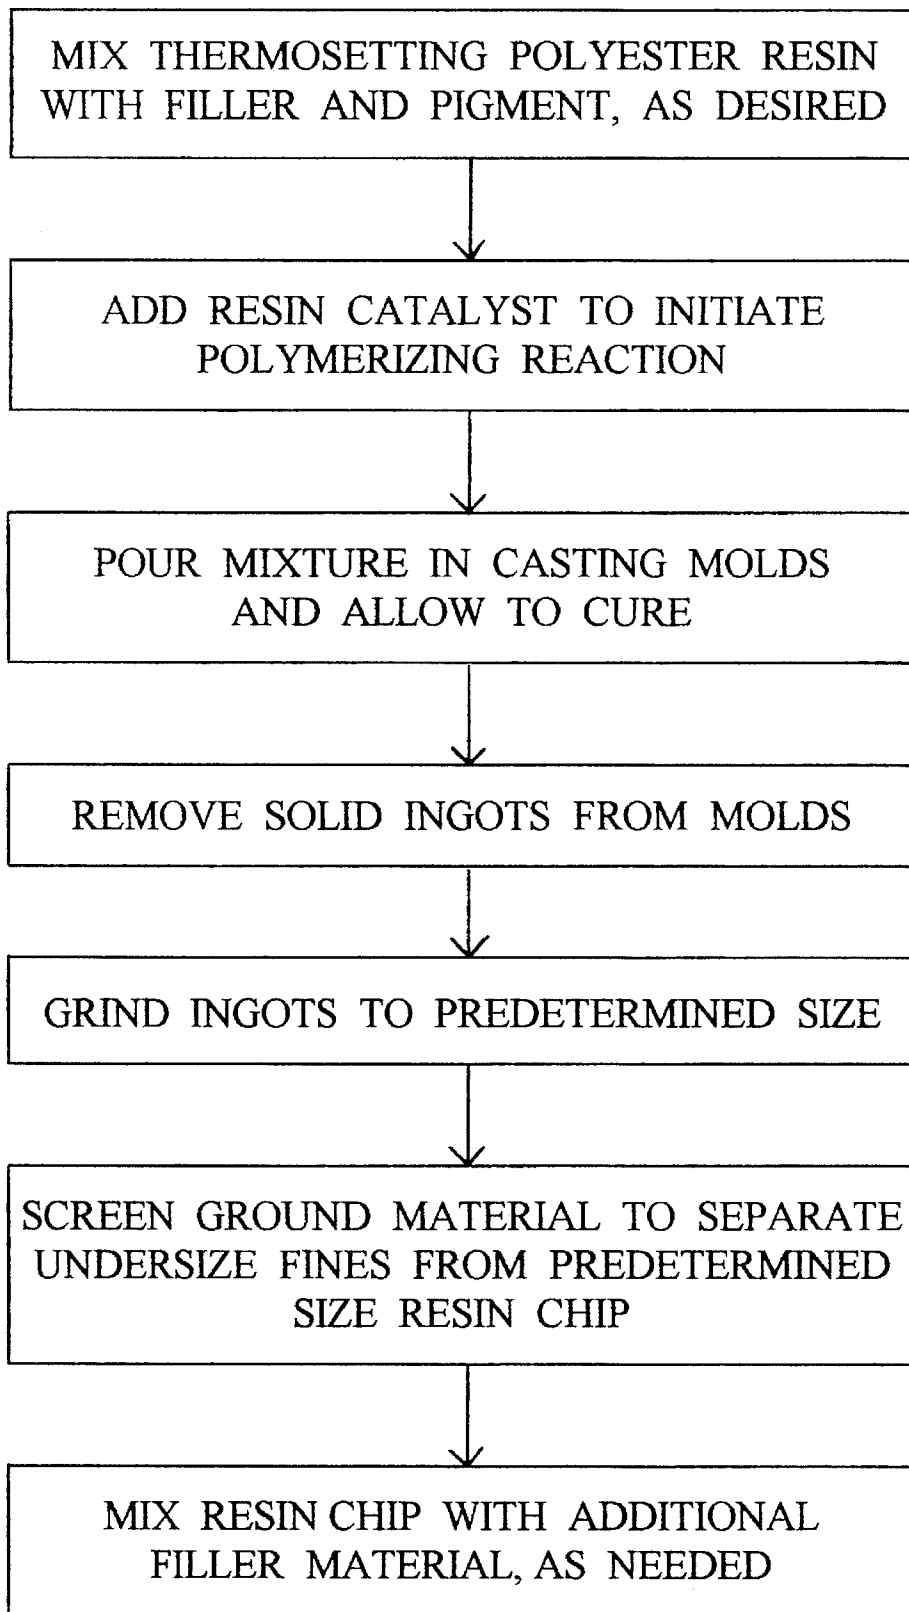 MIX THERMOSETTING POLYESTER RESIN
WITH FILLER AND PIGMENT, AS DESIRED
ADD RESIN CATALYST TO INITIATE
POLYMERIZING REACTION
POUR MIXTURE IN CASTING MOLDS
AND ALLOW TO CURE
REMOVE SOLID INGOTS FROM MOLDS
GRIND INGOTS TO PREDETERMINED SIZE
SCREEN GROUND MATERIAL TO SEPARATE
UNDERSIZE FINES FROM PREDETERMINED
SIZE RESIN CHIP
MIX RESIN CHIP WITH ADDITIONAL
FILLER MATERIAL, AS NEEDED